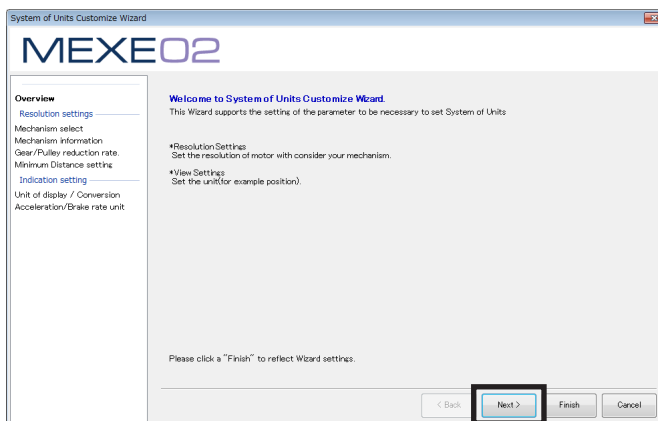 System of Units Customize Wizard
MEXE02
Overview
Resolution settings
Mechanism select
Mechanism information
Gear/Pulley reduction rate.
Minimum Distance setting
Indication setting
Unit of display / Conversion
Acceleration/Brake rate unit
Welcome to System of Units Customize Wizard.
This Wizard supports the setting of the parameter to be necessary to set System of Units
*Resolution Settings
Set the resolution of motor with consider your mechanism.
*View Settings
Set the unit(for example position).
Please click a "Finish" to reflect Wizard settings.
< Back
Next >
Finish
Cancel